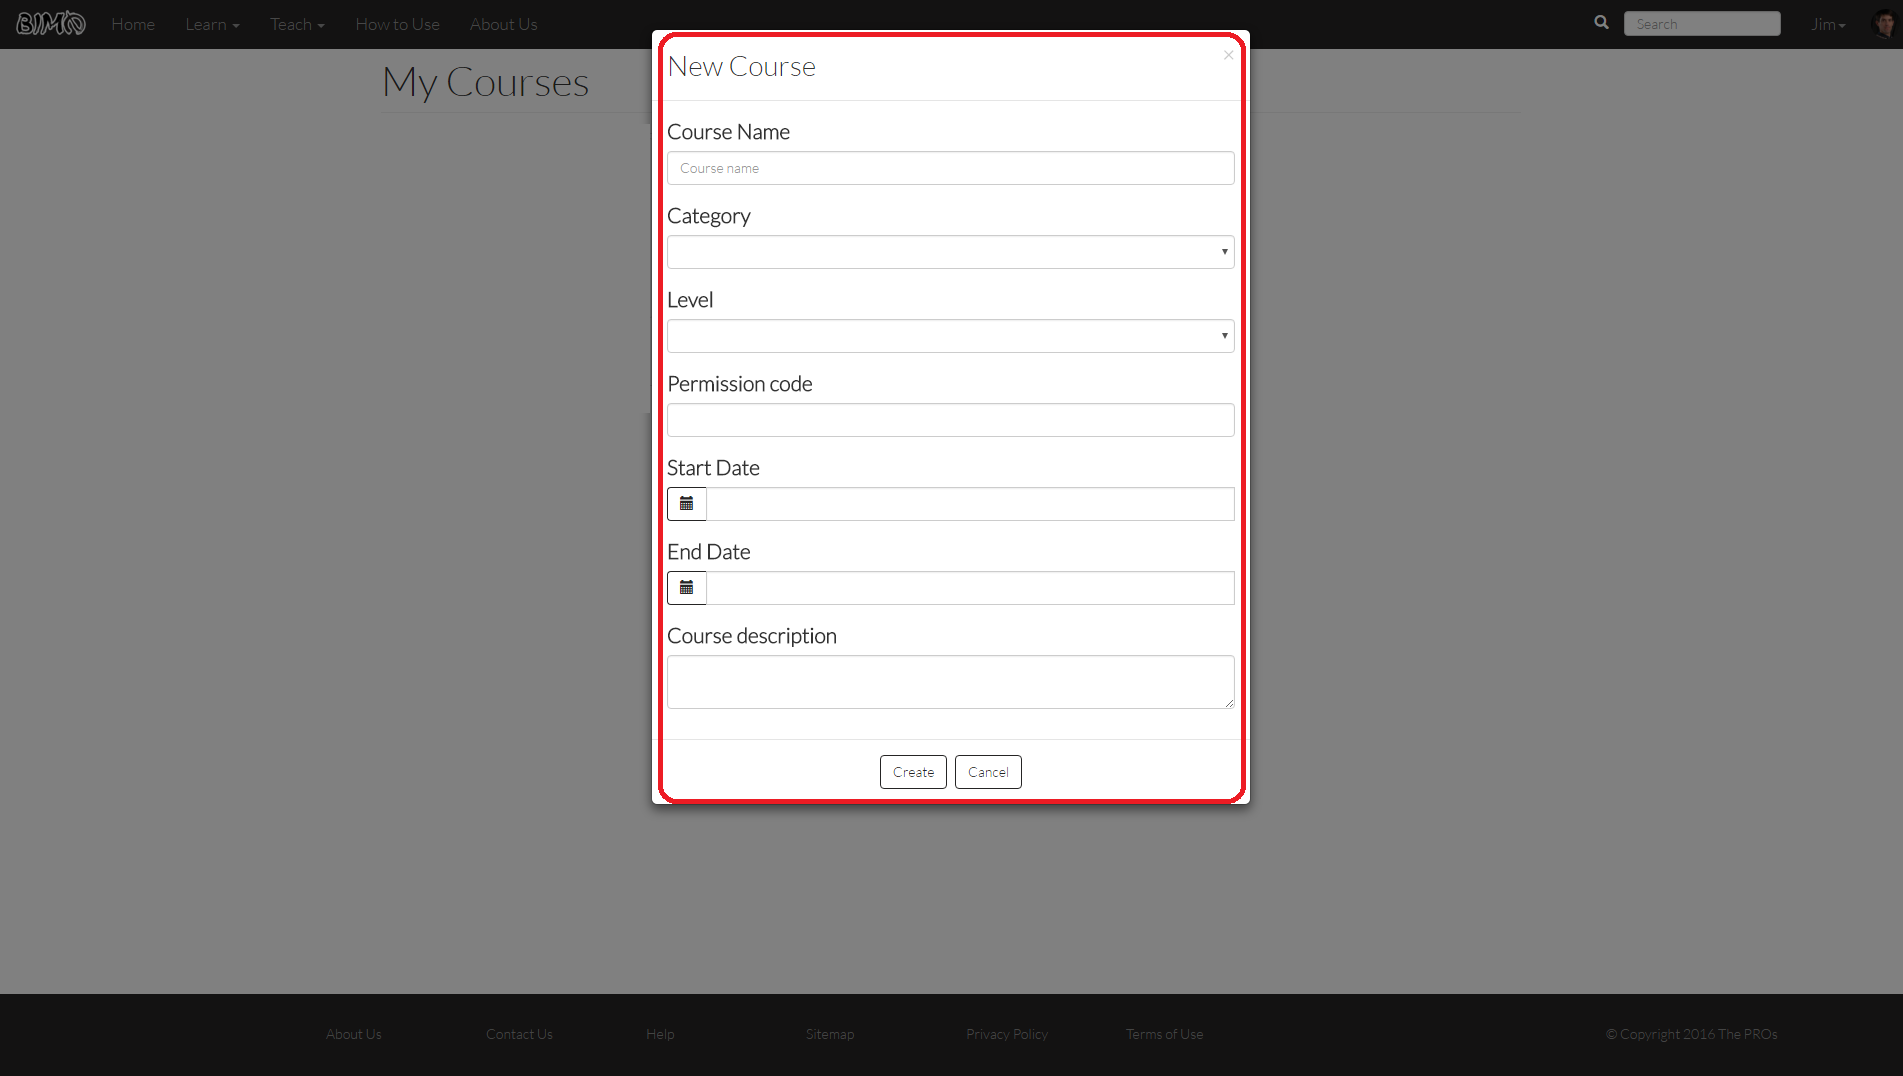 BIMO Home Learn Teach How to Use About Us Search Jim
My Courses
New Course ×
Course Name
Course name
Category
Level
Permission code
Start Date
End Date
Course description
Create Cancel
About Us Contact Us Help Sitemap Privacy Policy Terms of Use © Copyright 2016 The PROs